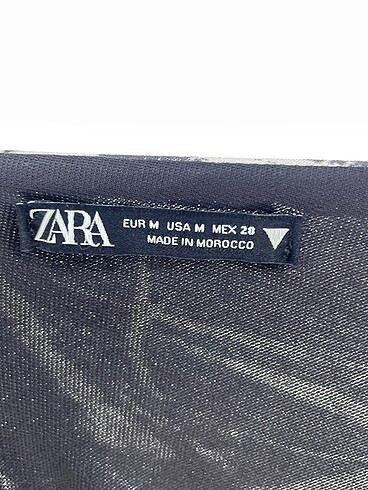 ZARA
EUR M USA M MEX 28
MADE IN MOROCCO